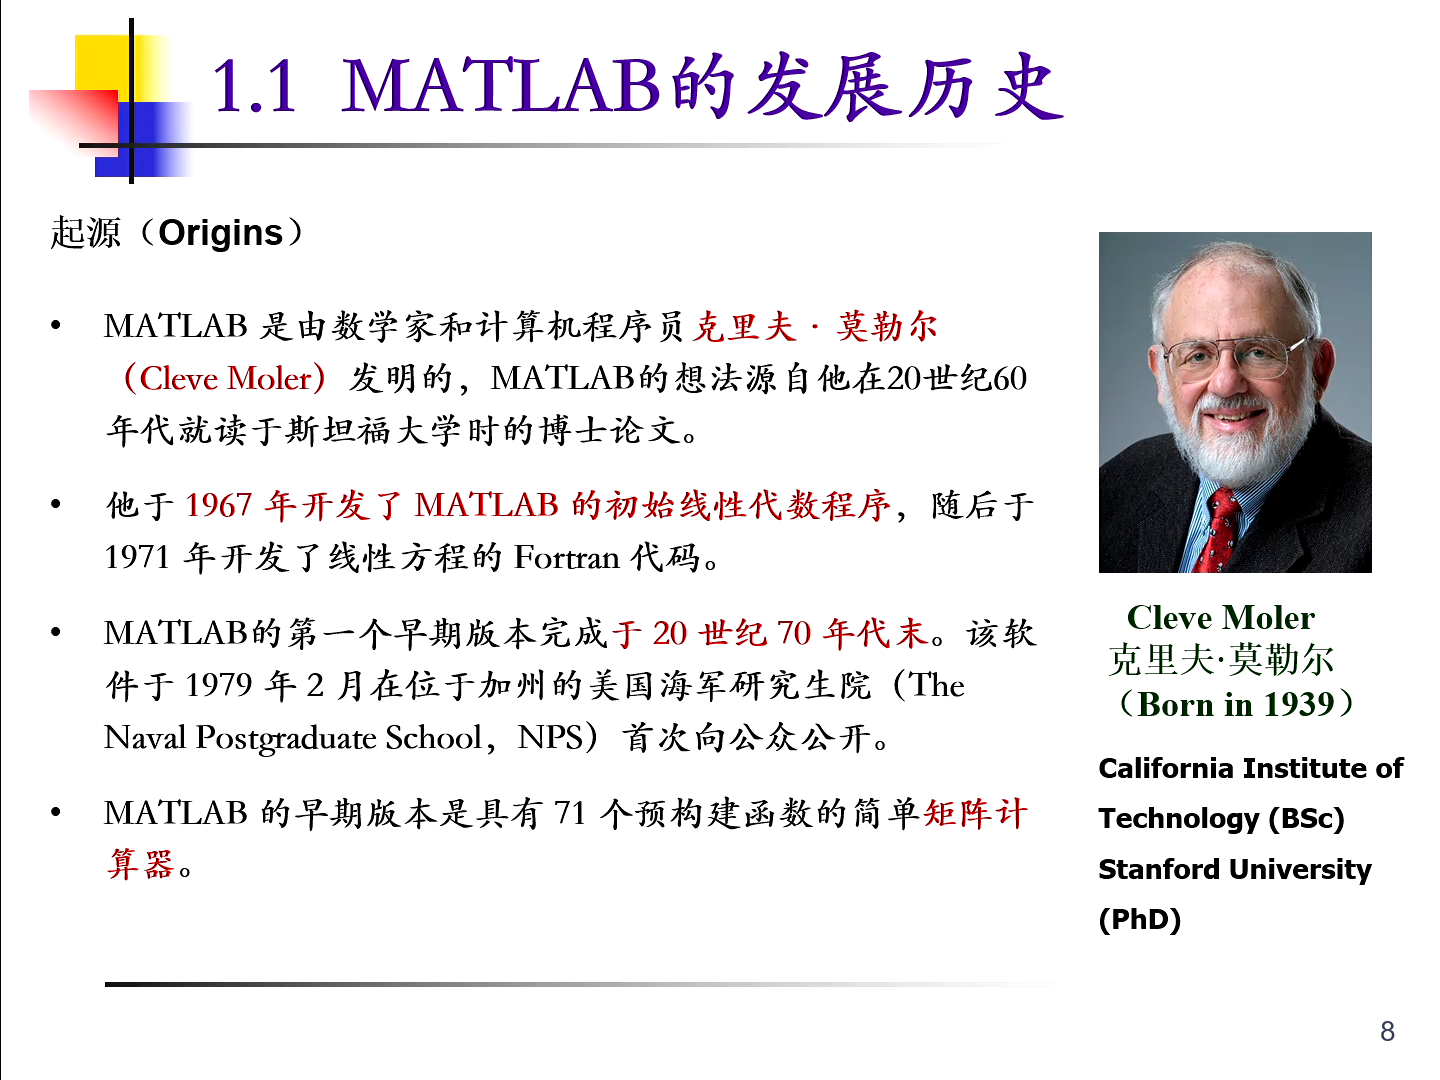 1.1 MATLAB的发展历史
起源（Origins）
• MATLAB 是由数学家和计算机程序员克里夫 · 莫勒尔
（Cleve Moler）发明的，MATLAB的想法源自他在20世纪60
年代就读于斯坦福大学时的博士论文。
• 他于 1967 年开发了 MATLAB 的初始线性代数程序，随后于
1971 年开发了线性方程的 Fortran 代码。
• MATLAB的第一个早期版本完成于 20 世纪 70 年代末。该软
件于 1979 年 2 月在位于加州的美国海军研究生院（The
Naval Postgraduate School，NPS）首次向公众公开。
• MATLAB 的早期版本是具有 71 个预构建函数的简单矩阵计
算器。
Cleve Moler
克里夫·莫勒尔
（Born in 1939）
California Institute of
Technology (BSc)
Stanford University
(PhD)
8